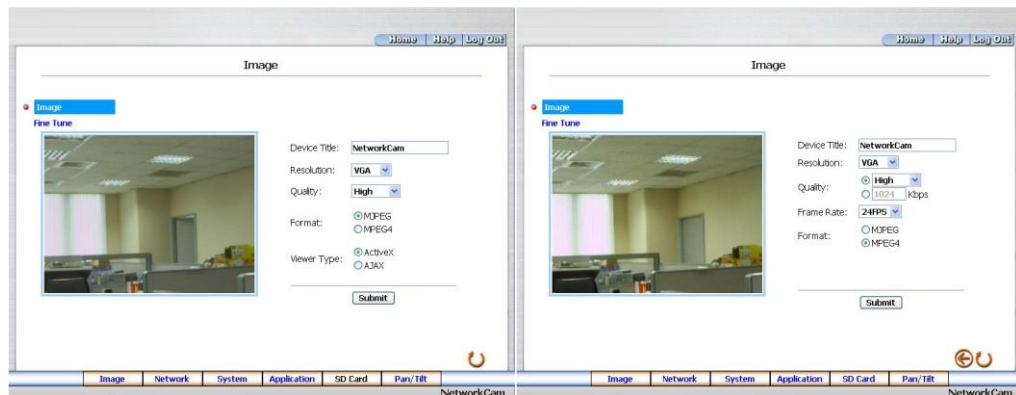 Home Help Log Out
Image
Image
Fine Tune
Device Title: NetworkCam
Resolution: VGA
Quality: High
Format: MJPEG
MPEG4
Viewer Type: ActiveX
AJAX
Submit
Image Network System Application SD Card Pan/Tilt
NetworkCam
Home Help Log Out
Image
Image
Fine Tune
Device Title: NetworkCam
Resolution: VGA
Quality: High
1024 Kbps
Frame Rate: 24FPS
Format: MJPEG
MPEG4
Submit
Image Network System Application SD Card Pan/Tilt
NetworkCam